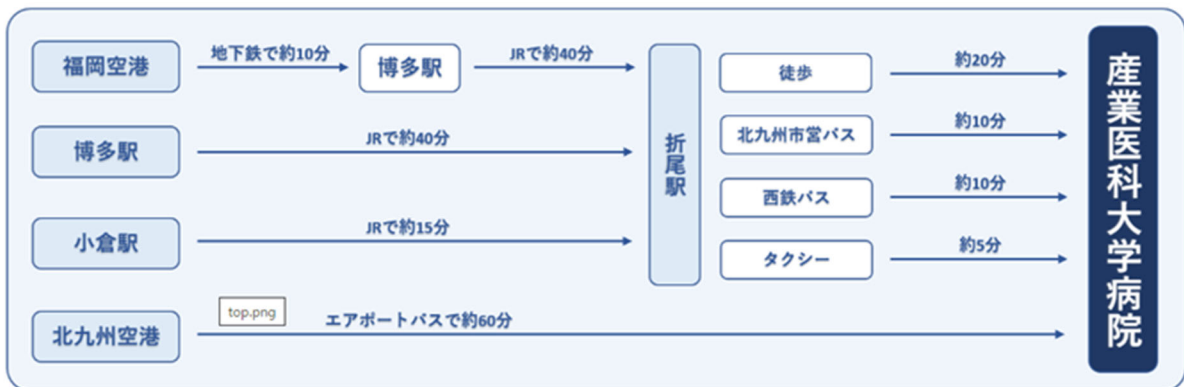 福岡空港
地下鉄で約10分
博多駅
JRで約40分
博多駅
JRで約40分
小倉駅
JRで約15分
折尾駅
徒歩
約20分
北九州市営バス
約10分
西鉄バス
約10分
タクシー
約5分
北九州空港
top.png
エアポートバスで約60分
産業医科大学病院